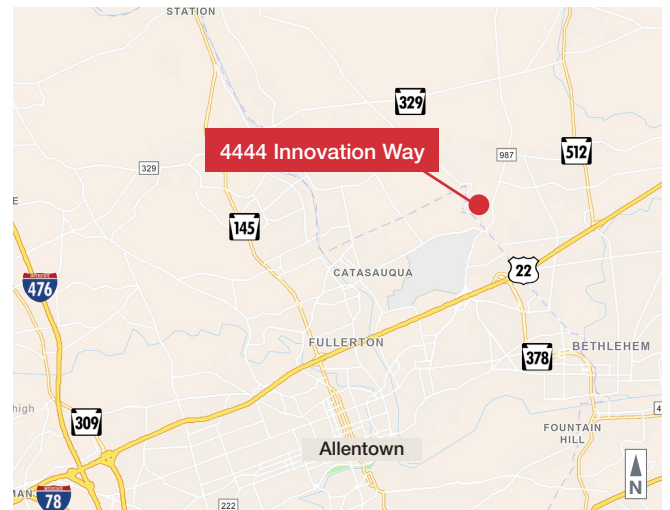 STATION
329
4444 Innovation Way
987
512
329
145
CATASAUQUA
22
476
FULLERTON
378
BETHLEHEM
309
FOUNTAIN
HILL
Allentown
78
222
N